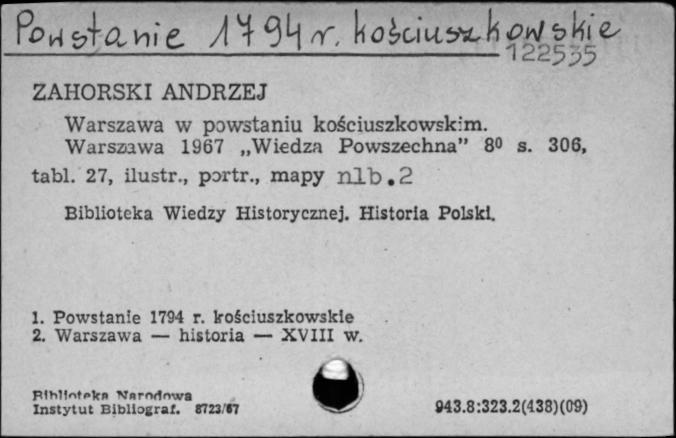 Powstanie 1794 r. kościuszkowskie
122535
ZAHORSKI ANDRZEJ
Warszawa w powstaniu kościuszkowskim.
Warszawa 1967 „Wiedza Powszechna” 8⁰ s. 306,
tabl. 27, ilustr., portr., mapy nlb.2
Biblioteka Wiedzy Historycznej. Historia Polski.
1. Powstanie 1794 r. kościuszkowskie
2. Warszawa — historia — XVIII w.
Biblioteka Narodowa
Instytut Bibliograf. 8723/67
943.8:323.2(438)(09)